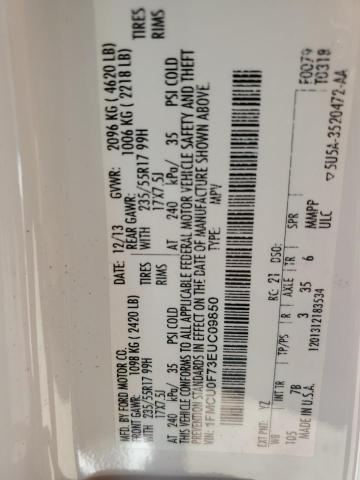 MFD. BY FORD MOTOR CO.
DATE: 12/13 GVWR: 2096 KG ( 4620 LB)
FRONT GAWR: 1098 KG (2420 LB) REAR GAWR: 1006 KG ( 2218 LB)
WITH 235/55R17 99H TIRES WITH 235/55R17 99H TIRES
17X7.5J RIMS 17X7.5J RIMS
AT 240 kPa/ 35 PSI COLD AT 240 kPa/ 35 PSI COLD
THIS VEHICLE CONFORMS TO ALL APPLICABLE FEDERAL MOTOR VEHICLE SAFETY AND THEFT
PREVENTION STANDARDS IN EFFECT ON THE DATE OF MANUFACTURE SHOWN ABOVE.
VIN: 1FMCU0F73EUC09850 TYPE: MPV
F0079
T0319
EXT PNT: YZ RC: 21 DSO:
WB INT TR TP/PS R AXLE TR SPR
105 7B 3 35 6 MMPP
MADE IN U.S.A. 1201312183534 ULC
▽ 5U5A-3520472-AA